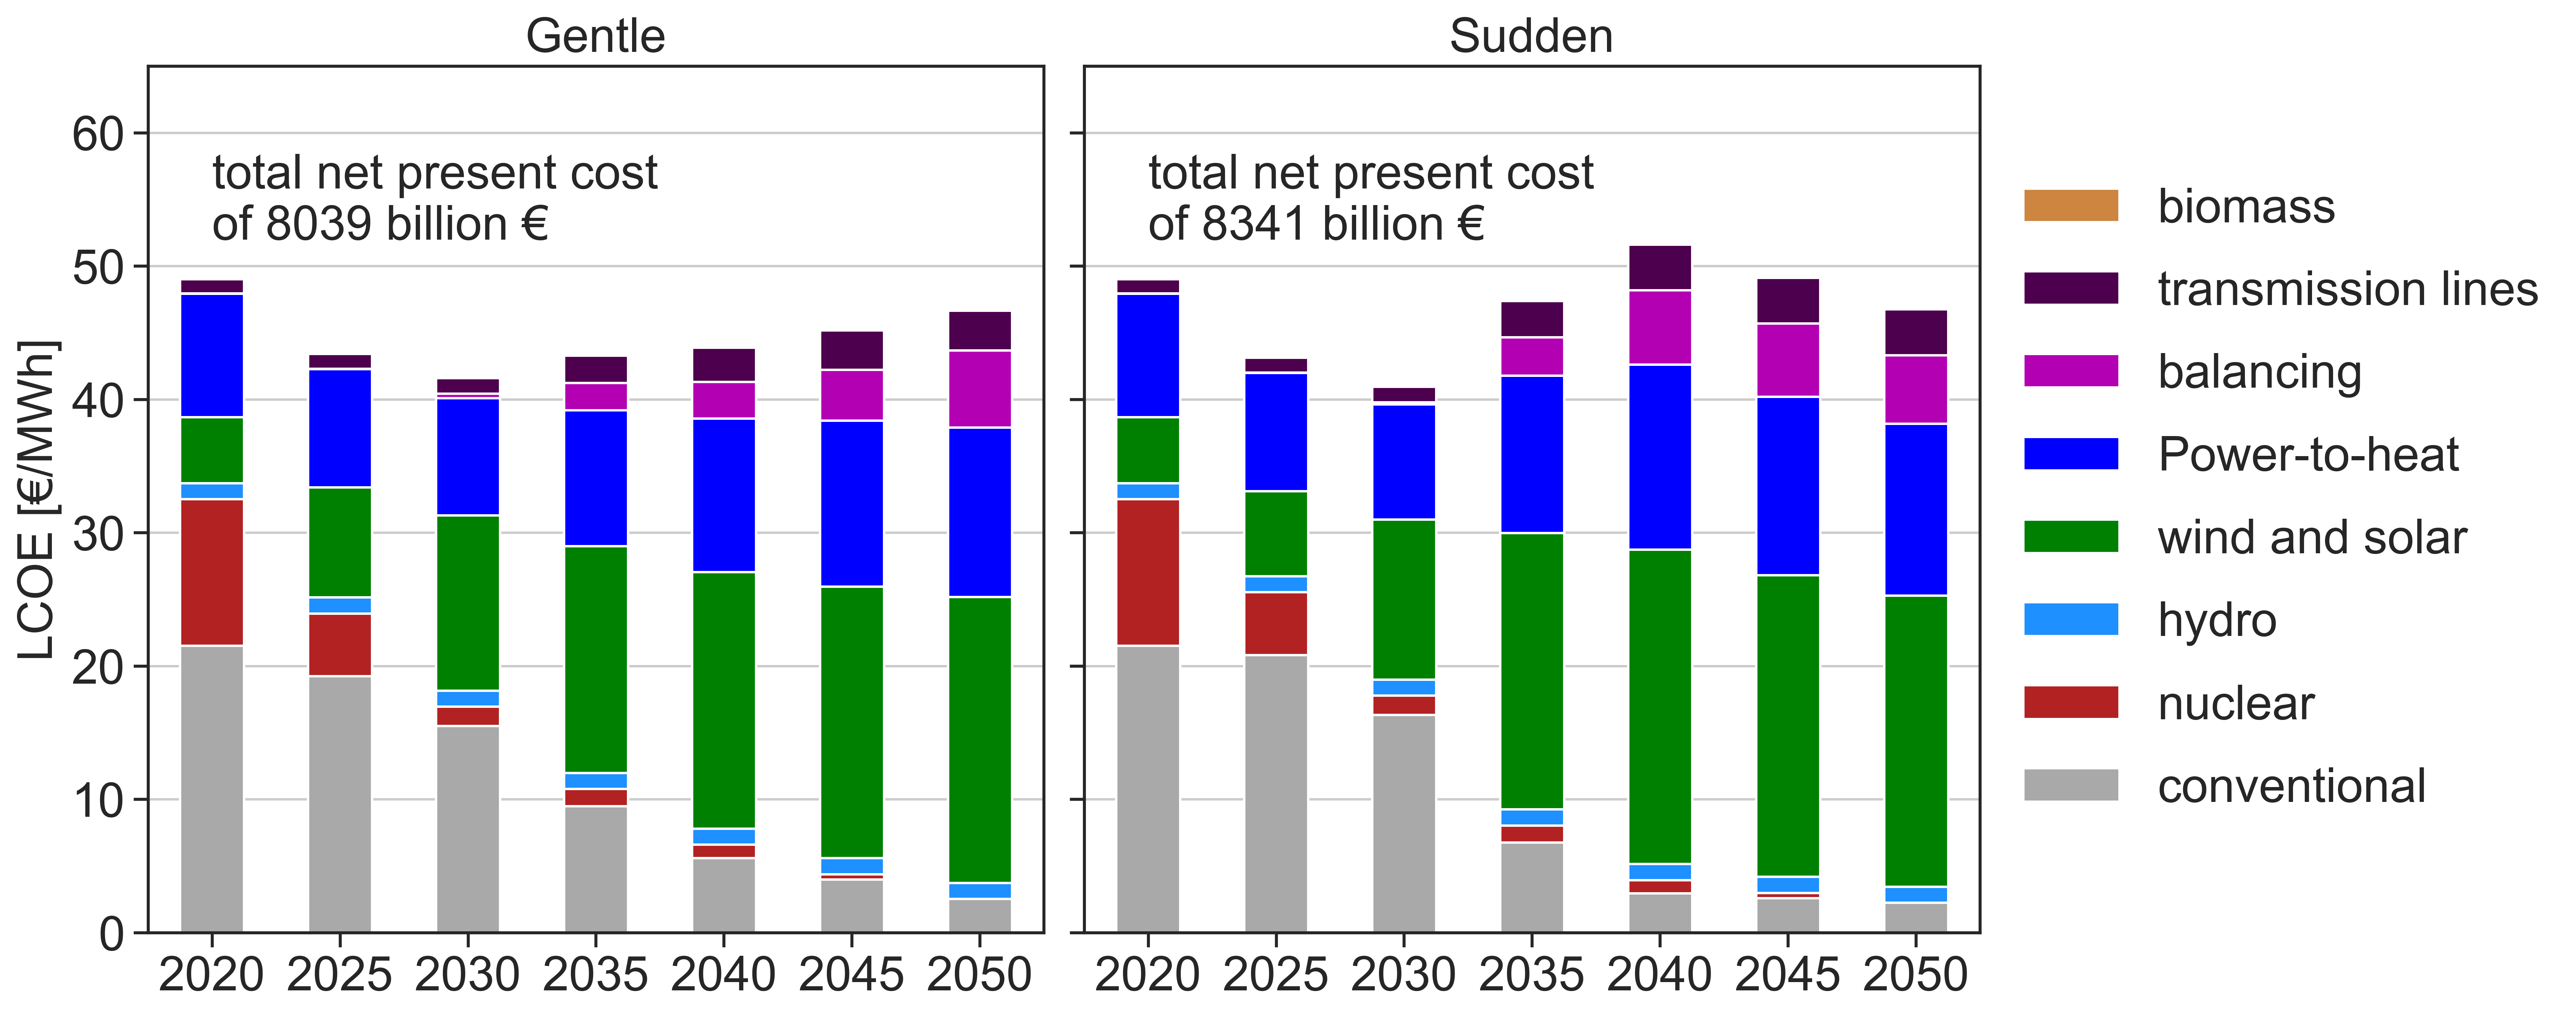 Gentle
Sudden
LCOE [€/MWh]
60
50
40
30
20
10
0
total net present cost
of 8039 billion €
total net present cost
of 8341 billion €
2020 2025 2030 2035 2040 2045 2050
2020 2025 2030 2035 2040 2045 2050
biomass
transmission lines
balancing
Power-to-heat
wind and solar
hydro
nuclear
conventional